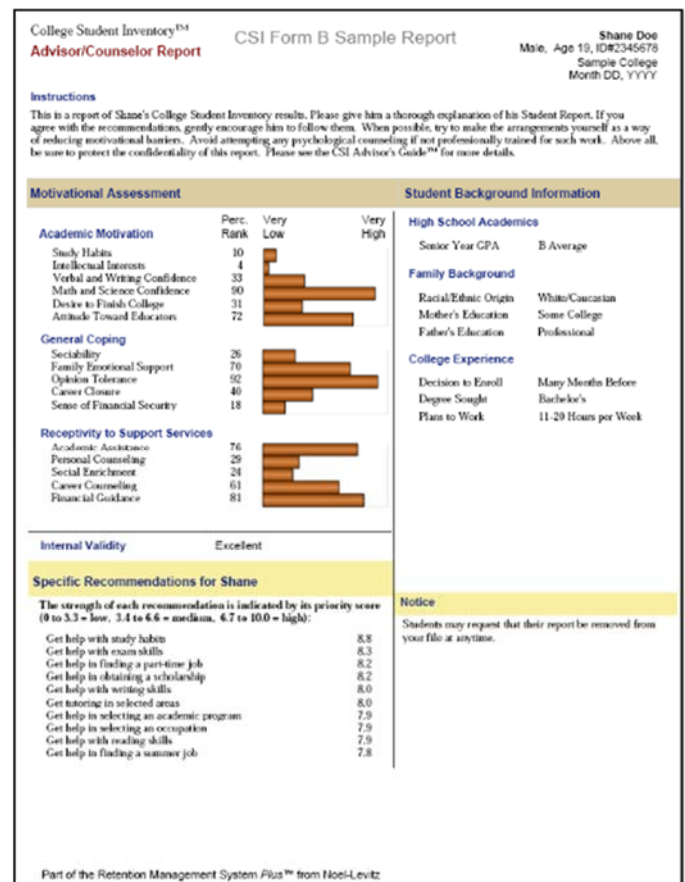 College Student Inventory™
Advisor/Counselor Report
CSI Form B Sample Report
Shane Doe
Male, Age 19, ID#2345678
Sample College
Month DD, YYYY
Instructions
This is a report of Shane's College Student Inventory results. Please give him a thorough explanation of his Student Report. If you
agree with the recommendations, gently encourage him to follow them. When possible, try to make the arrangements yourself as a way
of reducing motivational barriers. Avoid attempting any psychological counseling if not professionally trained for such work. Above all,
be sure to protect the confidentiality of this report. Please see the CSI Advisor's Guide™ for more details.
Motivational Assessment
Perc. Very Very
Academic Motivation Rank Low High
Study Habits 10
Intellectual Interests 4
Verbal and Writing Confidence 33
Math and Science Confidence 90
Desire to Finish College 31
Attitude Toward Educators 72
General Coping
Sociability 26
Family Emotional Support 70
Opinion Tolerance 92
Career Closure 40
Sense of Financial Security 18
Receptivity to Support Services
Academic Assistance 76
Personal Counseling 29
Social Enrichment 24
Career Counseling 61
Financial Guidance 81
Internal Validity Excellent
Student Background Information
High School Academics
Senior Year GPA B Average
Family Background
Racial/Ethnic Origin White/Caucasian
Mother's Education Some College
Father's Education Professional
College Experience
Decision to Enroll Many Months Before
Degree Sought Bachelor's
Plans to Work 11-20 Hours per Week
Specific Recommendations for Shane
The strength of each recommendation is indicated by its priority score
(0 to 3.3 = low, 3.4 to 6.6 = medium, 6.7 to 10.0 = high):
Get help with study habits 8.8
Get help with exam skills 8.3
Get help in finding a part-time job 8.2
Get help in obtaining a scholarship 8.2
Get help with writing skills 8.0
Get tutoring in selected areas 8.0
Get help in selecting an academic program 7.9
Get help in selecting an occupation 7.9
Get help with reading skills 7.9
Get help in finding a summer job 7.8
Notice
Students may request that their report be removed from
your file at anytime.
Part of the Retention Management System Plus™ from Noel-Levitz